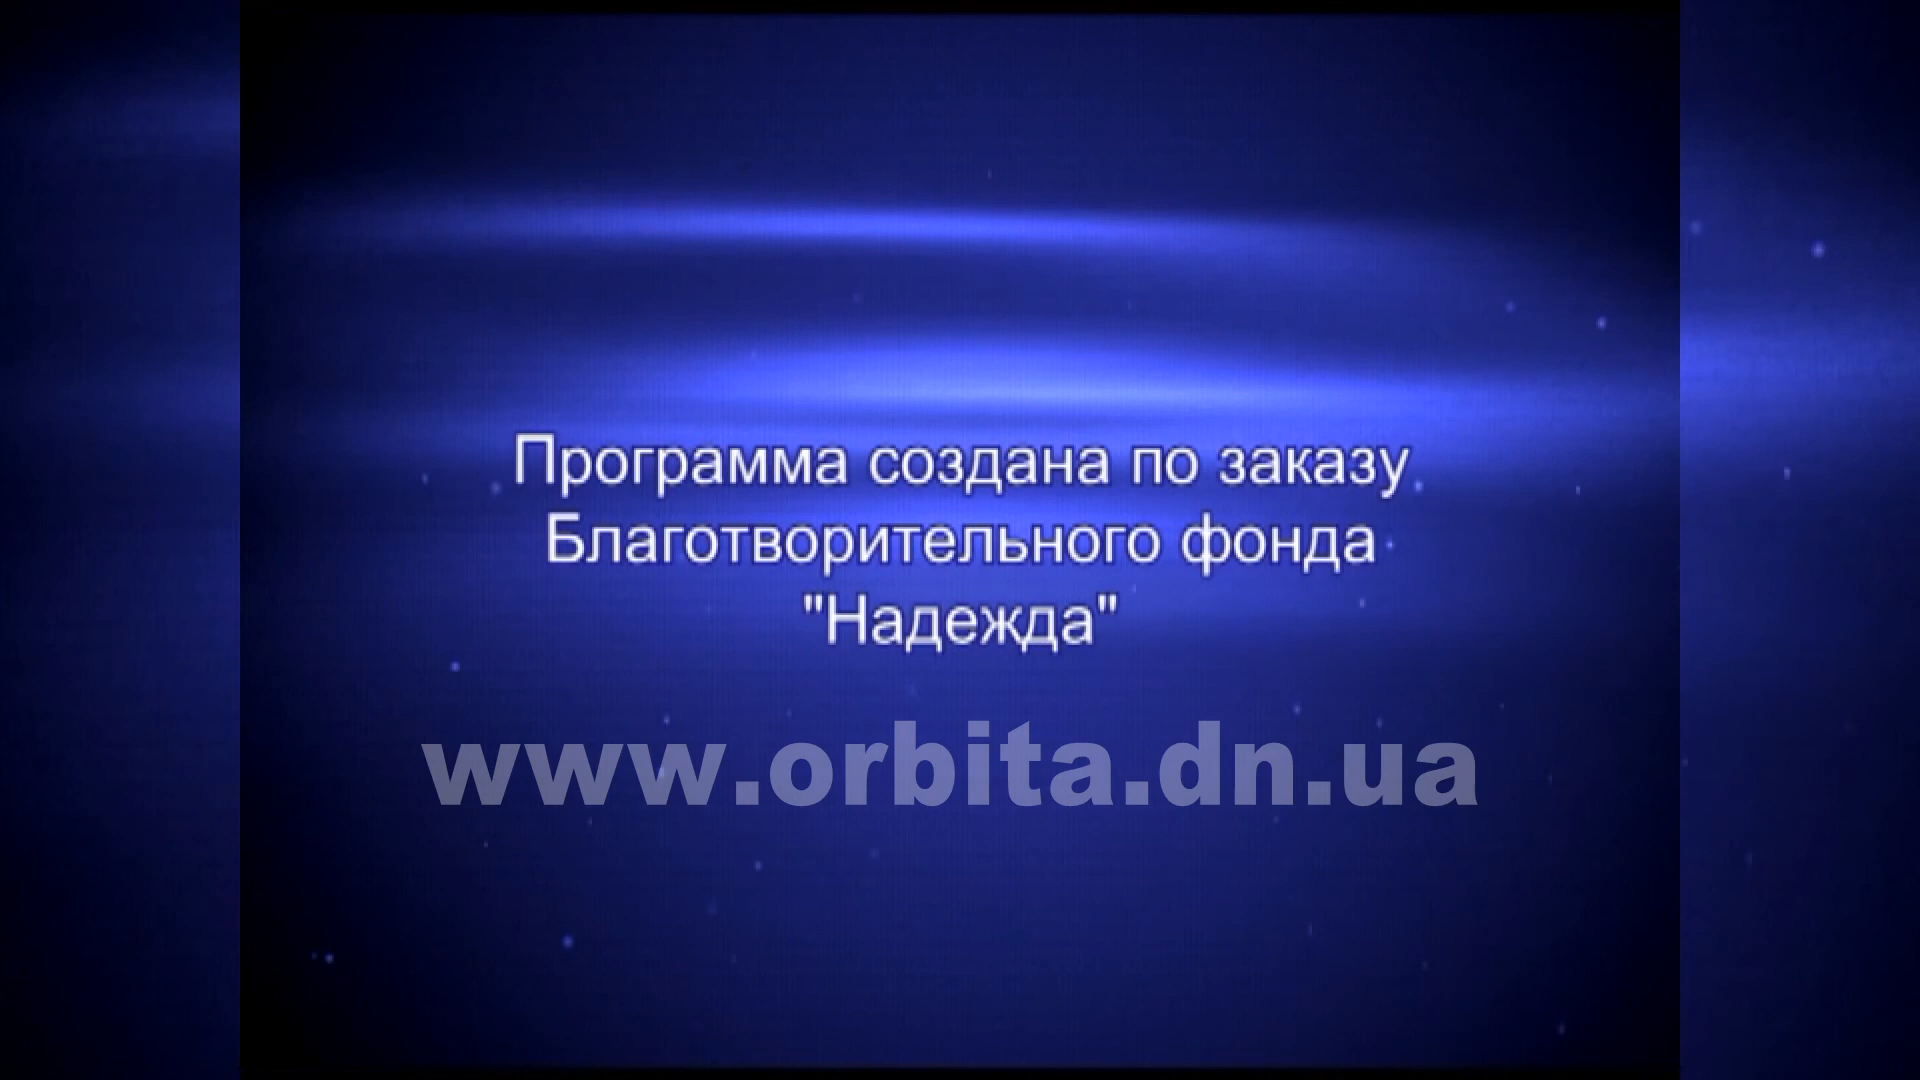 Программа создана по заказу
Благотворительного фонда
"Надежда"
www.orbita.dn.ua